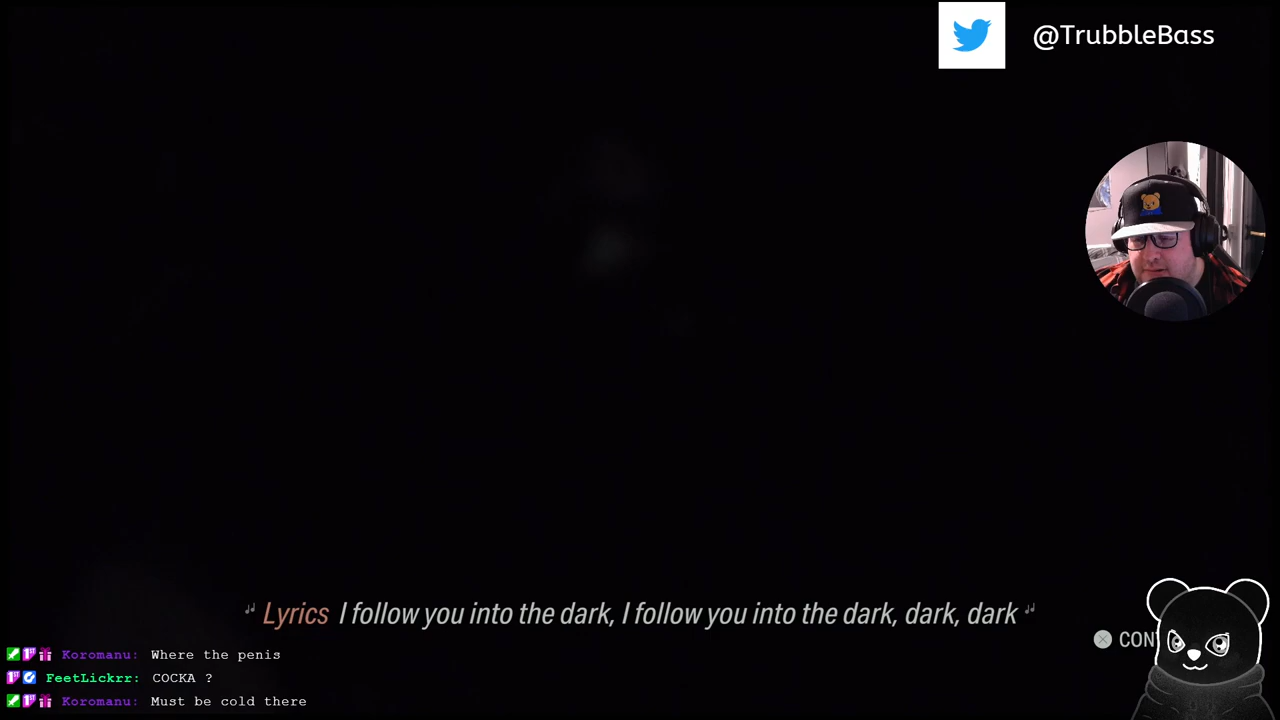 @TrubbleBass
Lyrics I follow you into the dark, I follow you into the dark, dark, dark
CON
Koromanu: Where the penis
FeetLickrr: COCKA ?
Koromanu: Must be cold there